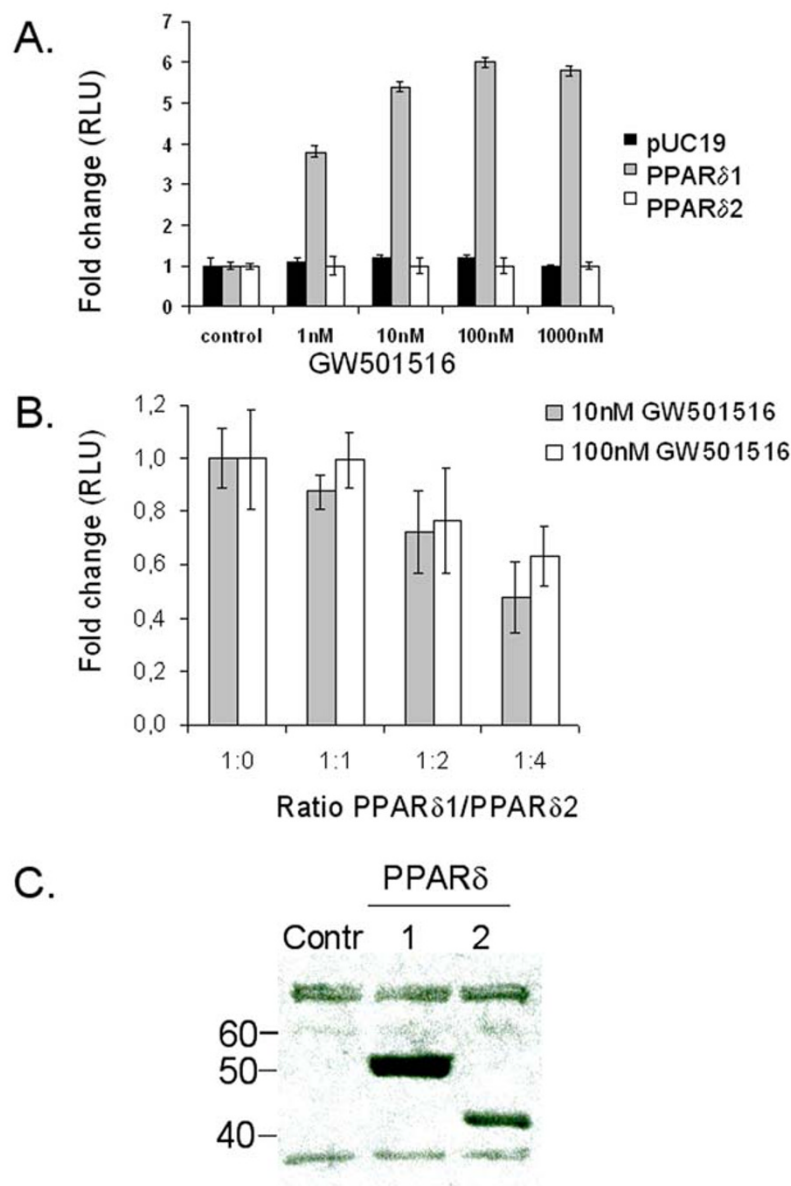 A.
Fold change (RLU)
7
6
5
4
3
2
1
0
control 1nM 10nM 100nM 1000nM
GW501516
pUC19
PPARδ1
PPARδ2
B.
Fold change (RLU)
1,2
1,0
0,8
0,6
0,4
0,2
0,0
1:0 1:1 1:2 1:4
Ratio PPARδ1/PPARδ2
10nM GW501516
100nM GW501516
C.
PPARδ
Contr 1 2
60
50
40